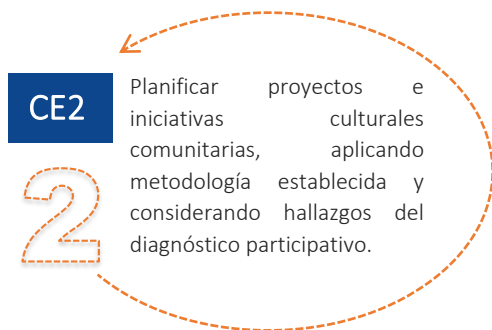 CE2
2
Planificar proyectos e
iniciativas culturales
comunitarias, aplicando
metodología establecida y
considerando hallazgos del
diagnóstico participativo.